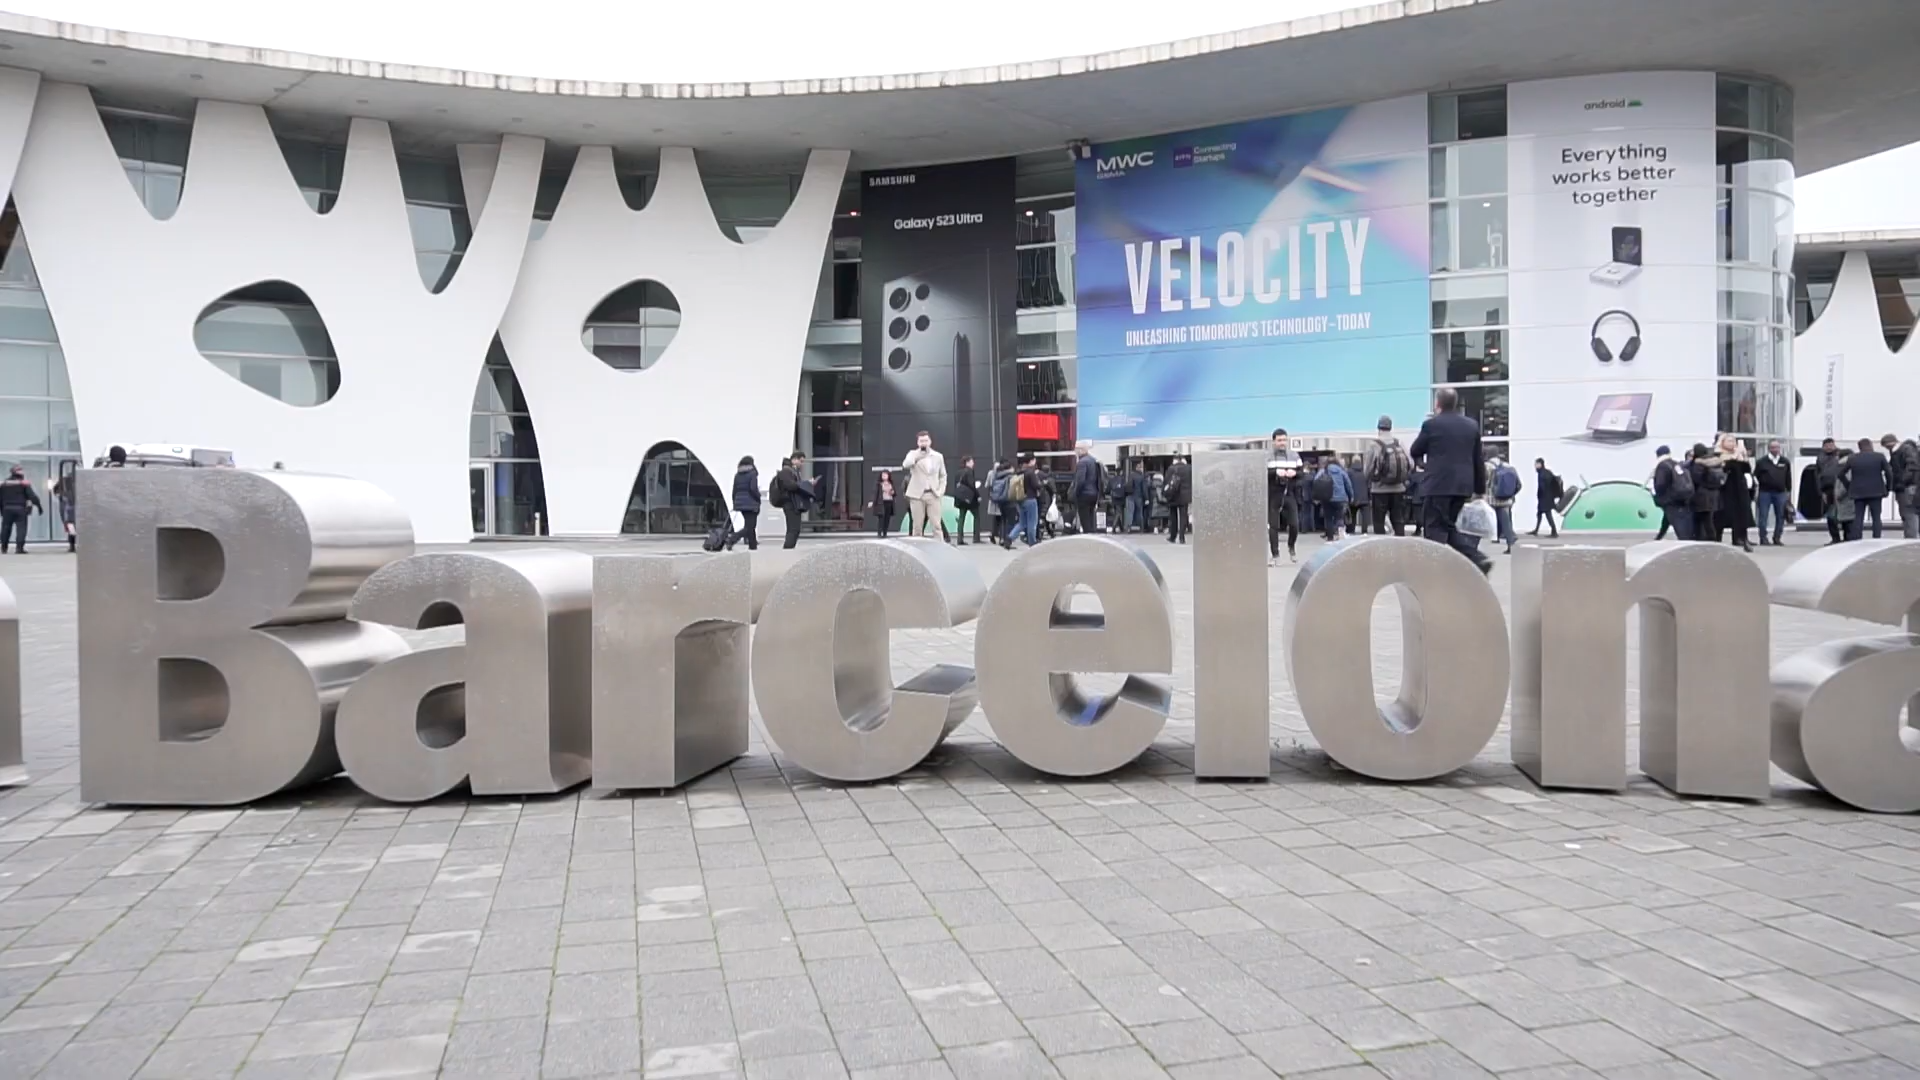 SAMSUNG
Galaxy S23 Ultra
MWC
GSMA
4YFN
Connecting
Startups
VELOCITY
UNLEASHING TOMORROW'S TECHNOLOGY–TODAY
android
Everything
works better
together
Barcelona